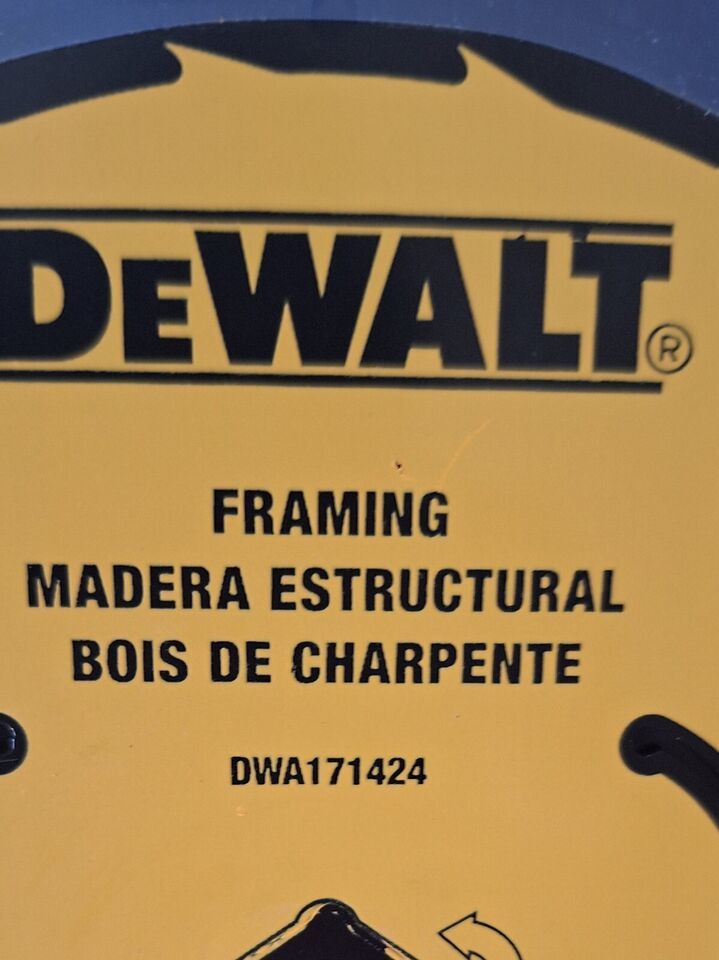 DEWALT®
FRAMING
MADERA ESTRUCTURAL
BOIS DE CHARPENTE
DWA171424